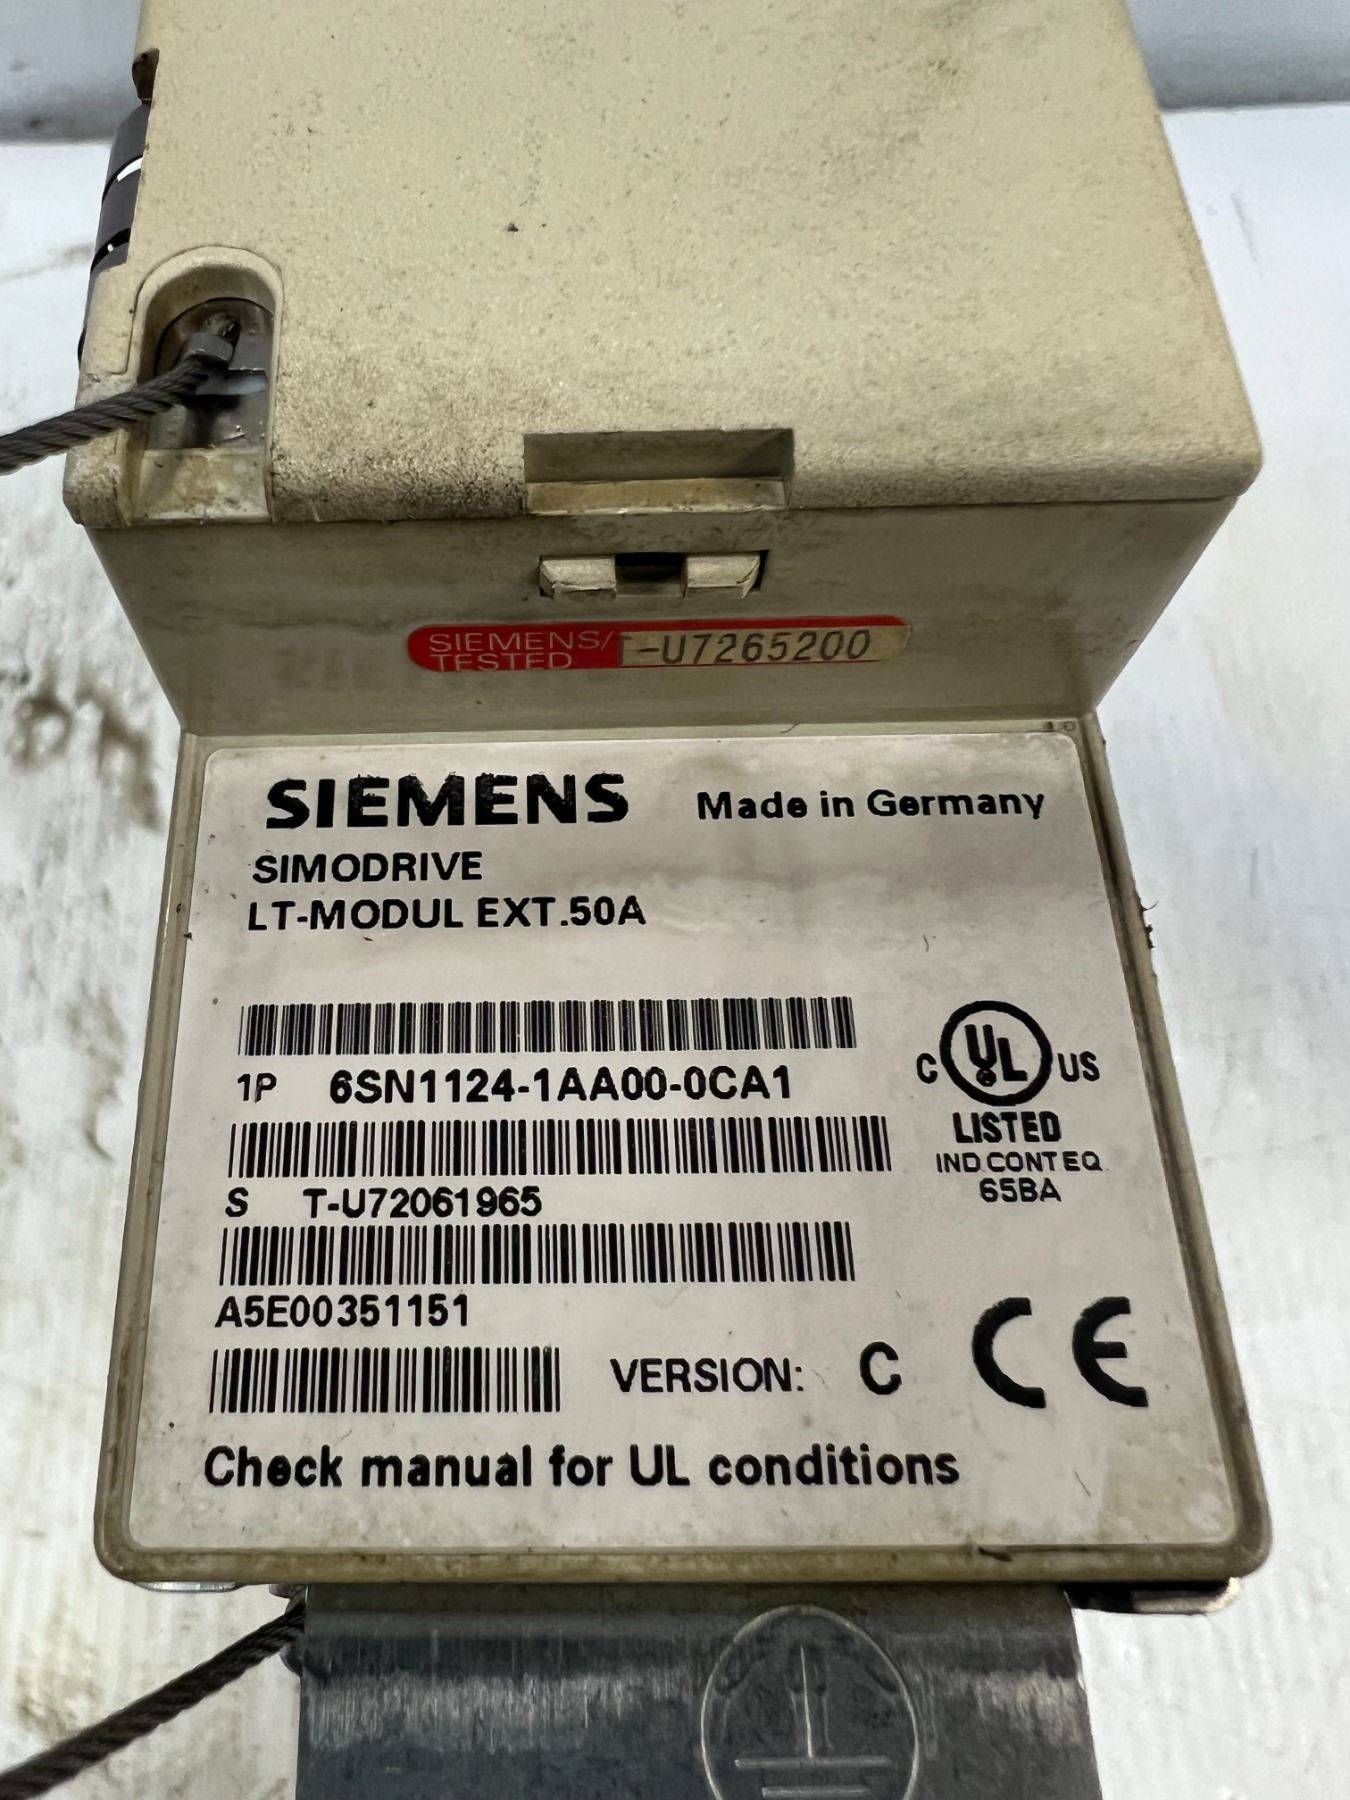 SIEMENS/
TESTED
-U7265200
SIEMENS Made in Germany
SIMODRIVE
LT-MODUL EXT.50A
1P 6SN1124-1AA00-0CA1
S T-U72061965
A5E00351151
VERSION: C
C UL US
LISTED
IND.CONT EQ.
65BA
CE
Check manual for UL conditions